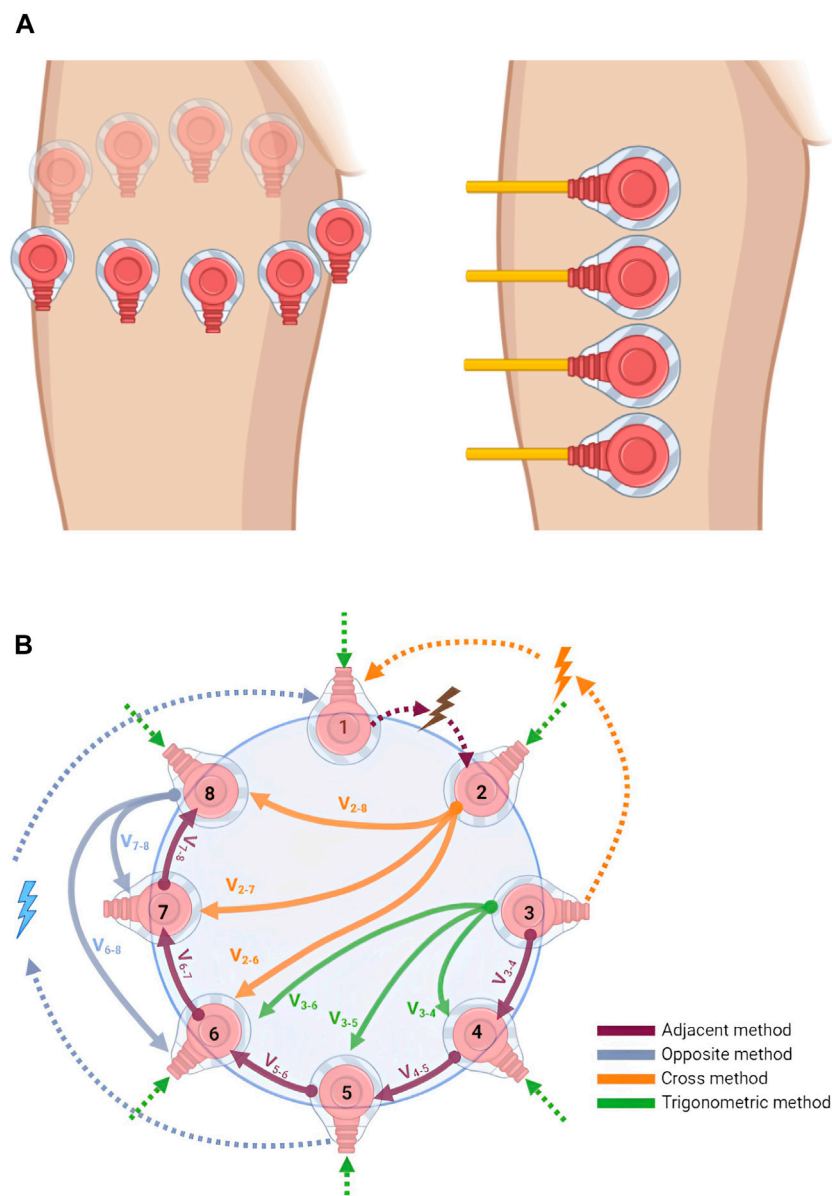 A
B
1
2
8
V2-8
V7-8
V7-8
V2-7
7
3
V6-8
V6-7
V2-6
V3-4
V3-6
V3-5
V3-4
6
4
V5-6
V4-5
5
Adjacent method
Opposite method
Cross method
Trigonometric method